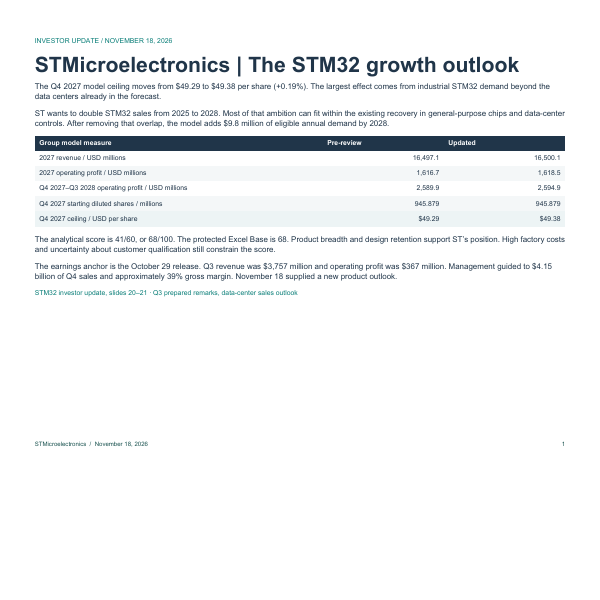 INVESTOR UPDATE / NOVEMBER 18, 2026
STMicroelectronics | The STM32 growth outlook
The Q4 2027 model ceiling moves from $49.29 to $49.38 per share (+0.19%). The largest effect comes from industrial STM32 demand beyond the
data centers already in the forecast.
ST wants to double STM32 sales from 2025 to 2028. Most of that ambition can fit within the existing recovery in general-purpose chips and data-center
controls. After removing that overlap, the model adds $9.8 million of eligible annual demand by 2028.
Group model measure Pre-review Updated
2027 revenue / USD millions 16,497.1 16,500.1
2027 operating profit / USD millions 1,616.7 1,618.5
Q4 2027–Q3 2028 operating profit / USD millions 2,589.9 2,594.9
Q4 2027 starting diluted shares / millions 945.879 945.879
Q4 2027 ceiling / USD per share $49.29 $49.38
The analytical score is 41/60, or 68/100. The protected Excel Base is 68. Product breadth and design retention support ST's position. High factory costs
and uncertainty about customer qualification still constrain the score.
The earnings anchor is the October 29 release. Q3 revenue was $3,757 million and operating profit was $367 million. Management guided to $4.15
billion of Q4 sales and approximately 39% gross margin. November 18 supplied a new product outlook.
STM32 investor update, slides 20–21 · Q3 prepared remarks, data-center sales outlook
STMicroelectronics / November 18, 2026 1